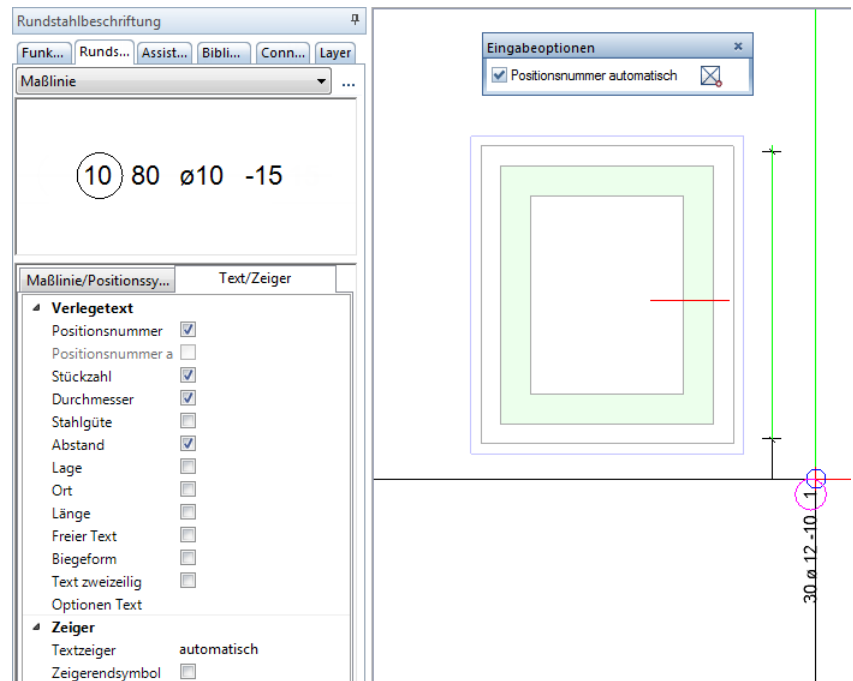 Rundstahlbeschriftung
Funk... Runds... Assist... Bibli... Conn... Layer
Maßlinie ...
10 80 ø10 -15
Maßlinie/Positionssy... Text/Zeiger
Verlegetext
Positionsnummer
Positionsnummer a
Stückzahl
Durchmesser
Stahlgüte
Abstand
Lage
Ort
Länge
Freier Text
Biegeform
Text zweizeilig
Optionen Text
Zeiger
Textzeiger automatisch
Zeigerendsymbol
Eingabeoptionen
Positionsnummer automatisch
30 ø 12 -10 1